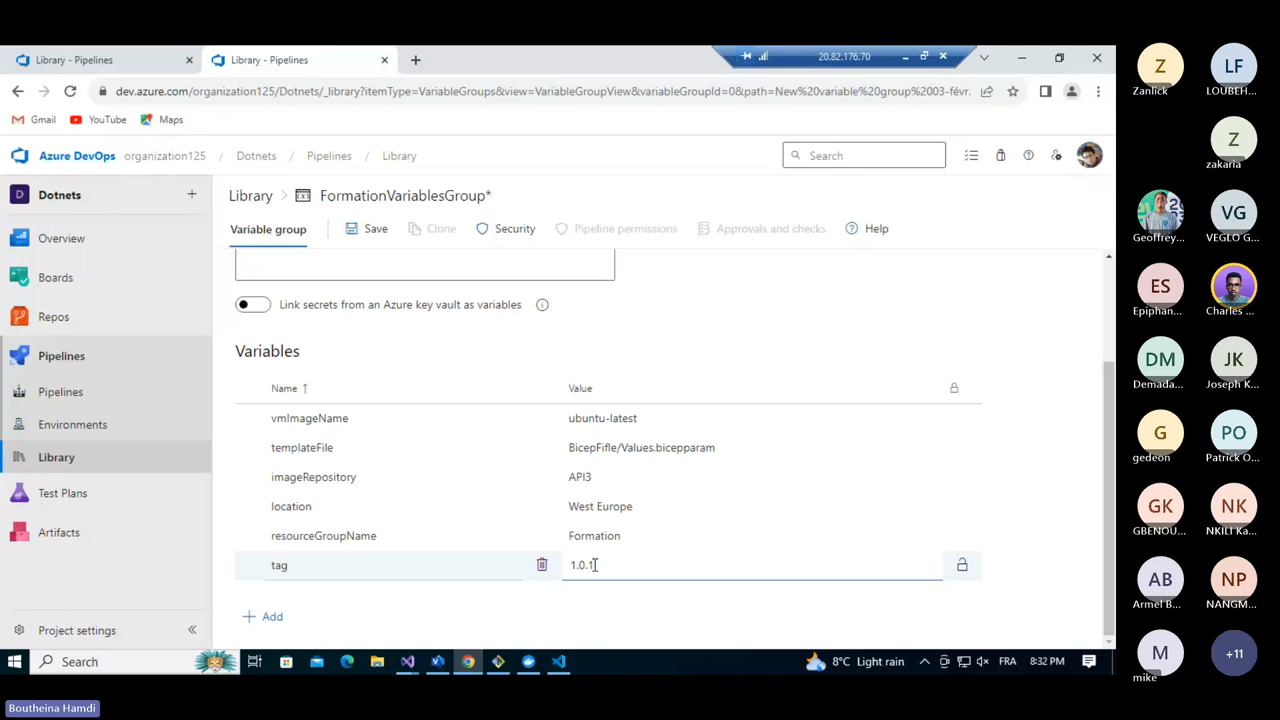 Library - Pipelines
Library - Pipelines
20.82.176.70
dev.azure.com/organization125/Dotnets/_library?itemType=VariableGroups&view=VariableGroupView&variableGroupId=0&path=New%20variable%20group%2003-févr.
Gmail YouTube Maps
Azure DevOps organization125 / Dotnets / Pipelines / Library
Search
D Dotnets
Overview
Boards
Repos
Pipelines
Pipelines
Environments
Library
Test Plans
Artifacts
Project settings
Library > FormationVariablesGroup*
Variable group Save Clone Security Pipeline permissions Approvals and checks Help
Link secrets from an Azure key vault as variables
Variables
Name ↑ Value
vmImageName ubuntu-latest
templateFile BicepFifle/Values.bicepparam
imageRepository API3
location West Europe
resourceGroupName Formation
tag 1.0.1
+ Add
Search
8°C Light rain
FRA
8:32 PM
Z LF
Zanlick LOUBEH...
Z
zakaria
VG
Geoffrey... VEGLO G...
ES
Epiphan... Charles ...
DM JK
Demada... Joseph K...
G PO
gedeon Patrick O...
GK NK
GBENOU... NKILI Ka...
AB NP
Armel B... NANGM...
M +11
mike
Boutheina Hamdi